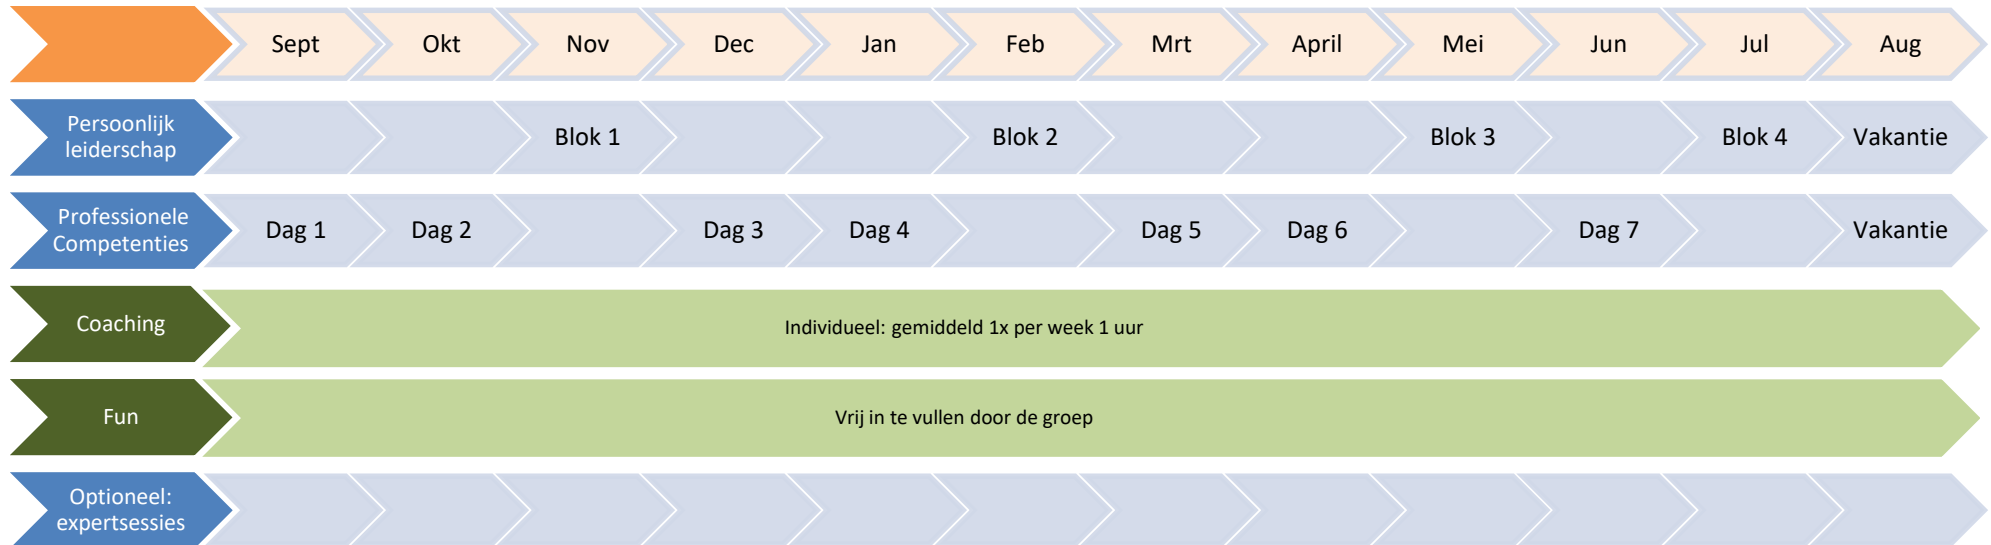 Sept Okt Nov Dec Jan Feb Mrt April Mei Jun Jul Aug
Persoonlijk
leiderschap
Blok 1 Blok 2 Blok 3 Blok 4 Vakantie
Professionele
Competenties
Dag 1 Dag 2 Dag 3 Dag 4 Dag 5 Dag 6 Dag 7 Vakantie
Coaching
Individueel: gemiddeld 1x per week 1 uur
Fun
Vrij in te vullen door de groep
Optioneel:
expertsessies